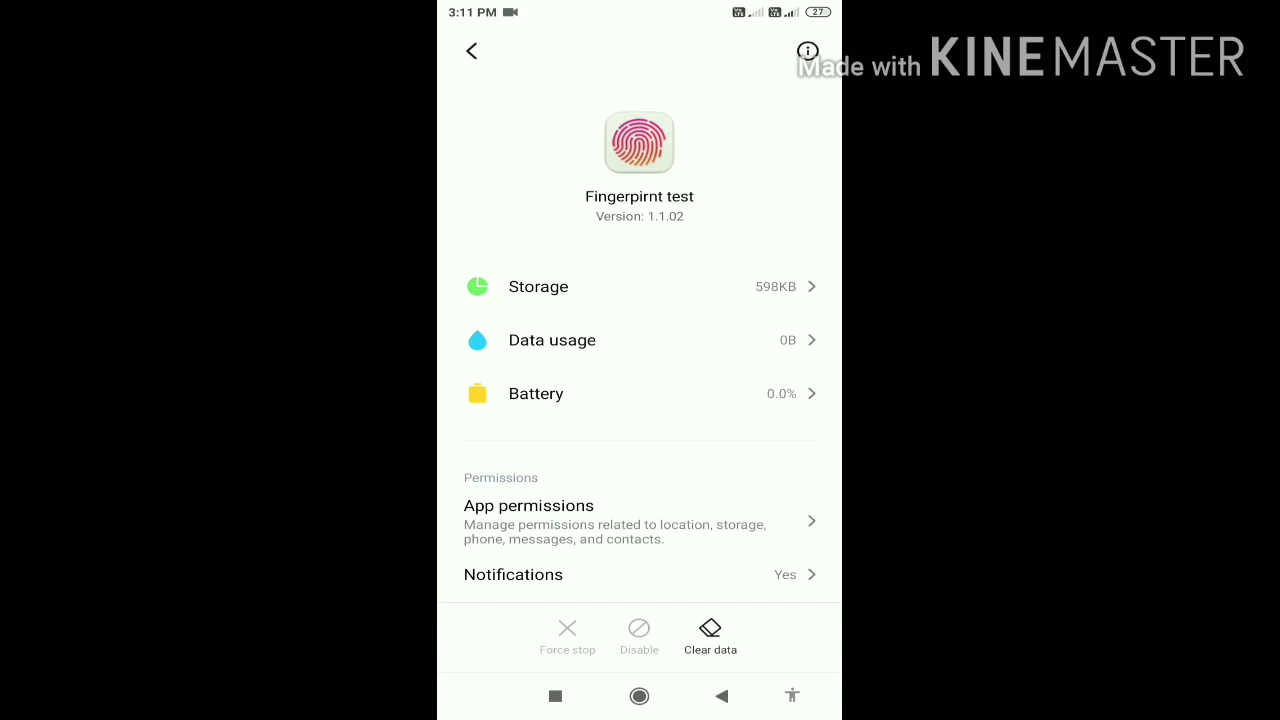 3:11 PM
27
Made with KINEMASTER
Fingerpirnt test
Version: 1.1.02
Storage 598KB
Data usage 0B
Battery 0.0%
Permissions
App permissions
Manage permissions related to location, storage,
phone, messages, and contacts.
Notifications Yes
Force stop Disable Clear data